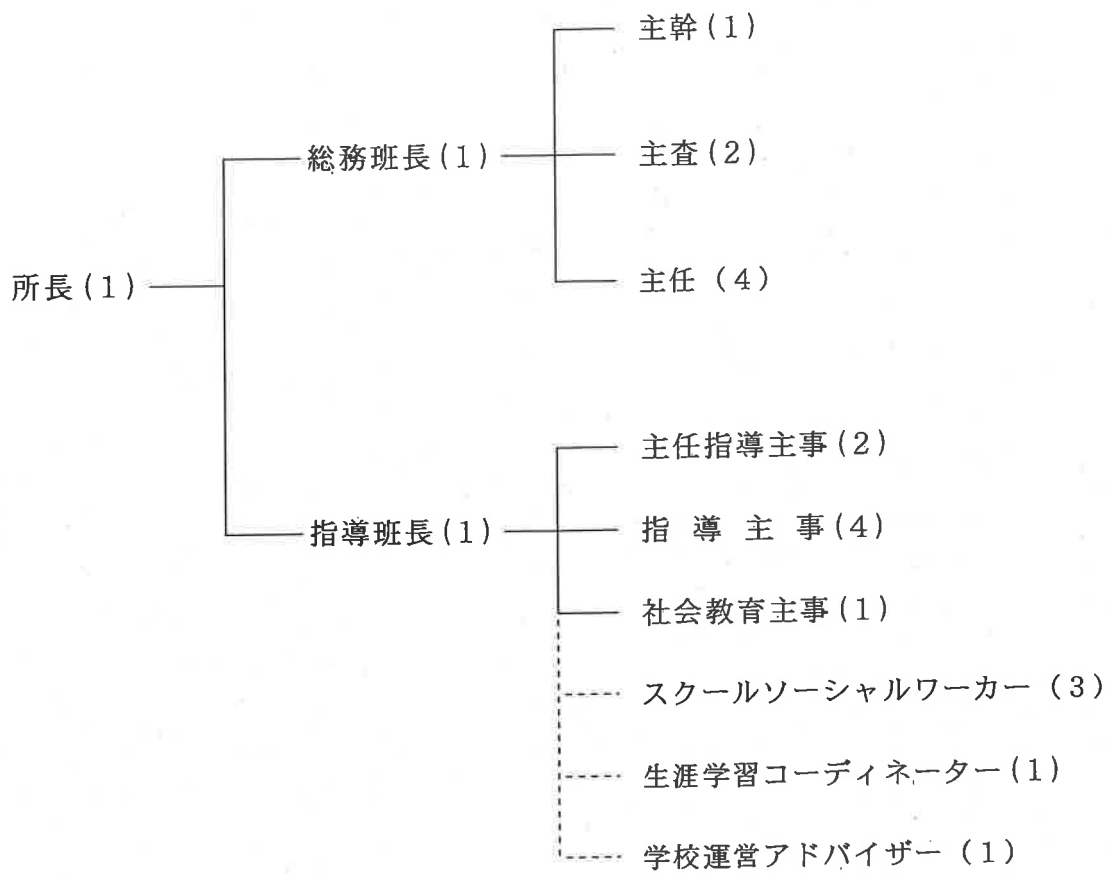 主幹(1)
総務班長(1)
主査(2)
所長(1)
主任 (4)
主任指導主事(2)
指導班長(1)
指 導 主 事(4)
社会教育主事(1)
スクールソーシャルワーカー (3)
生涯学習コーディネーター(1)
学校運営アドバイザー (1)